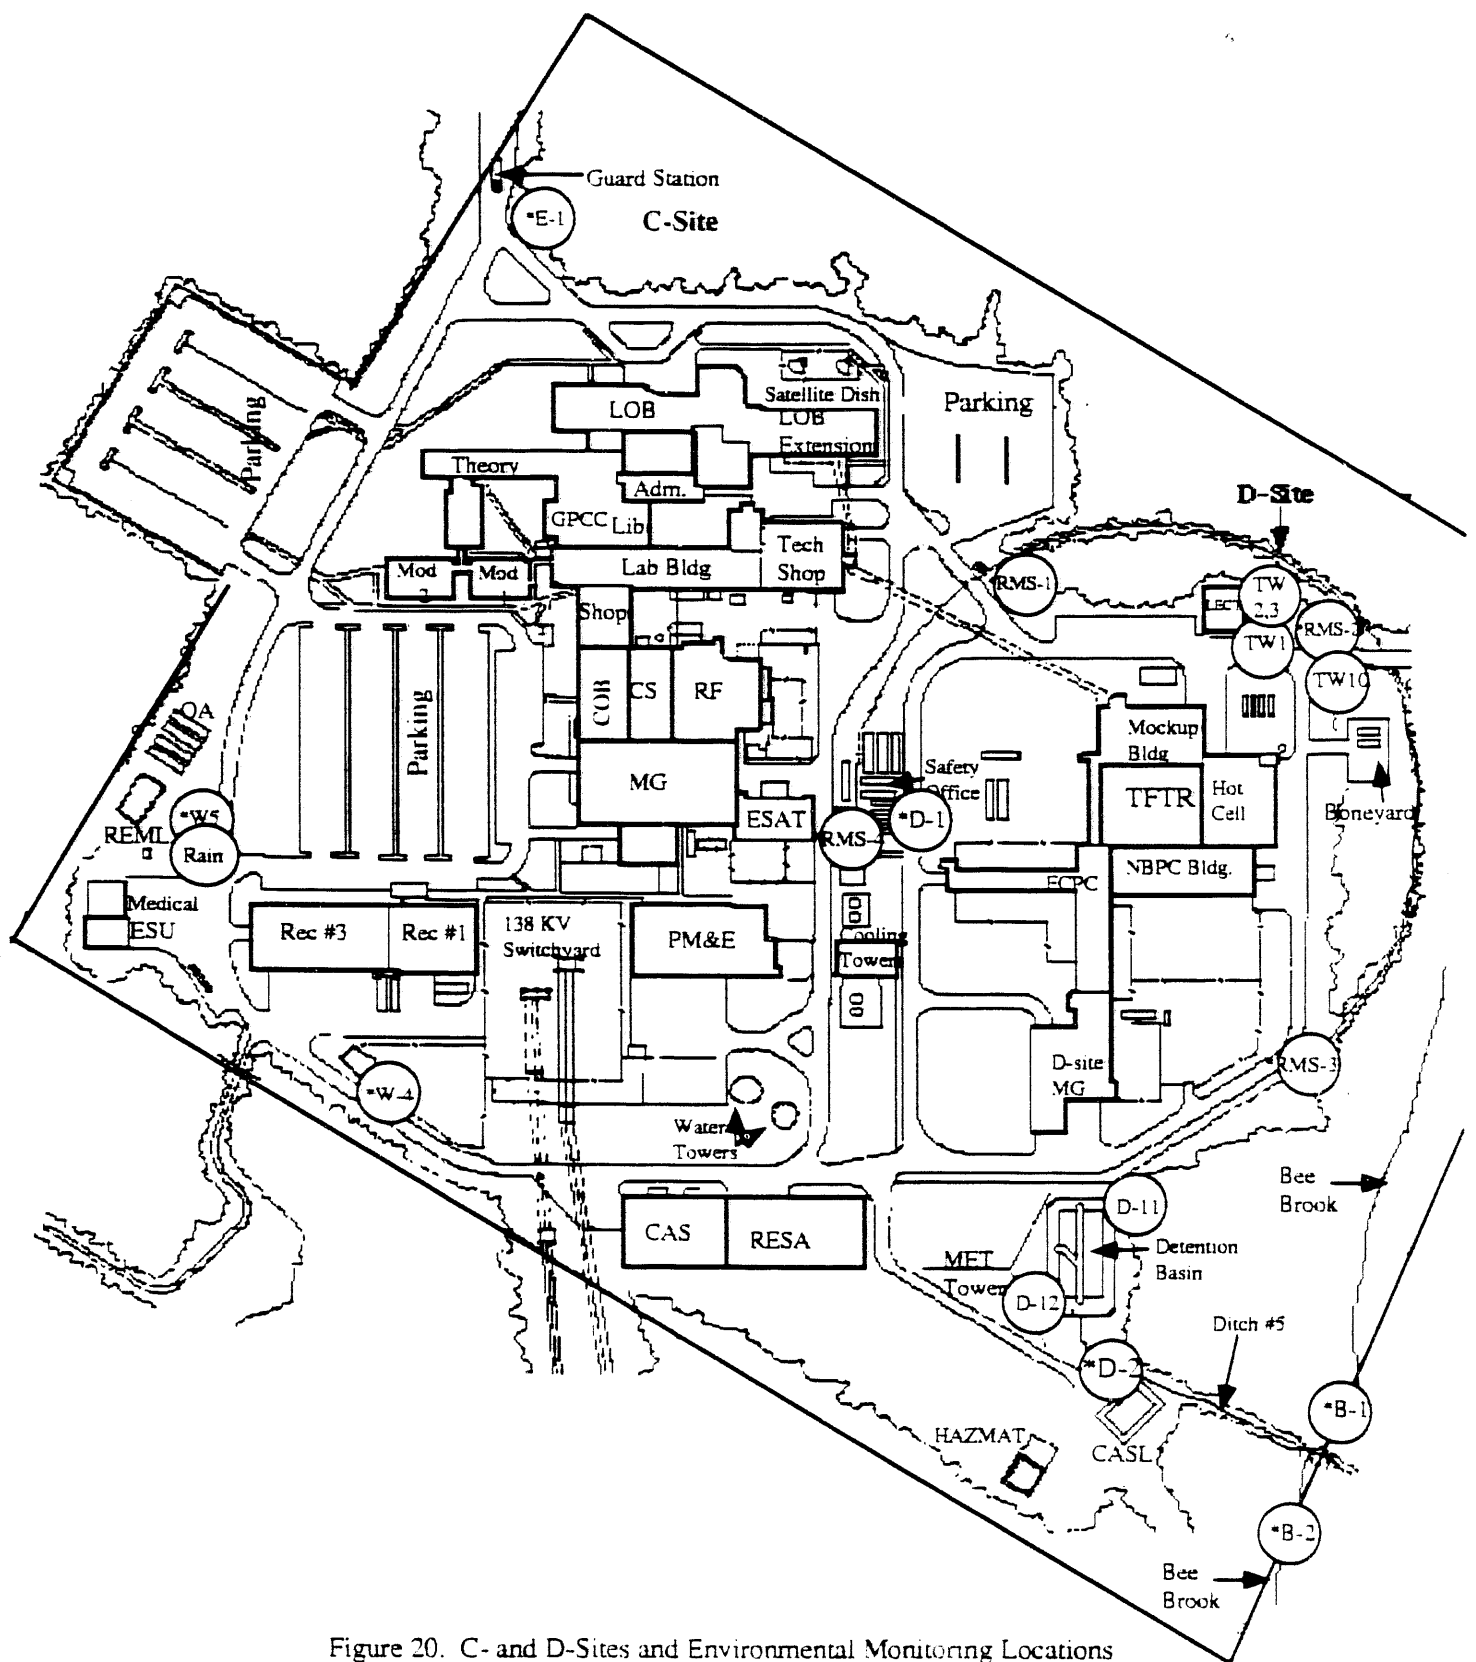 Guard Station
*E-1
C-Site
Satellite Dish
LOB
LOB
Extension
Parking
Parking
Theory
Adm.
GPCC
Lib
D-Site
Tech
Shop
Lab Bldg
Mod
Mod
RMS-1
TW
2,3
Shop
*RMS-2
TW1
TW10
COB
CS
RF
OA
Parking
Mockup
Bldg
MG
Safety
Office
TFTR
Hot
Cell
Boneyard
*W5
REML
ESAT
RMS-4
*D-1
Rain
NBPC Bldg.
FCPC
Medical
ESU
Rec #3
Rec #1
138 KV
Switchyard
PM&E
Cooling
Tower
*W-4
D-site
MG
RMS-3
Water
Towers
Bee
Brook
D-11
CAS
RESA
Detention
Basin
MET
Tower
D-12
Ditch #5
*D-2
*B-1
HAZMAT
CASL
*B-2
Bee
Brook
Figure 20. C- and D-Sites and Environmental Monitoring Locations